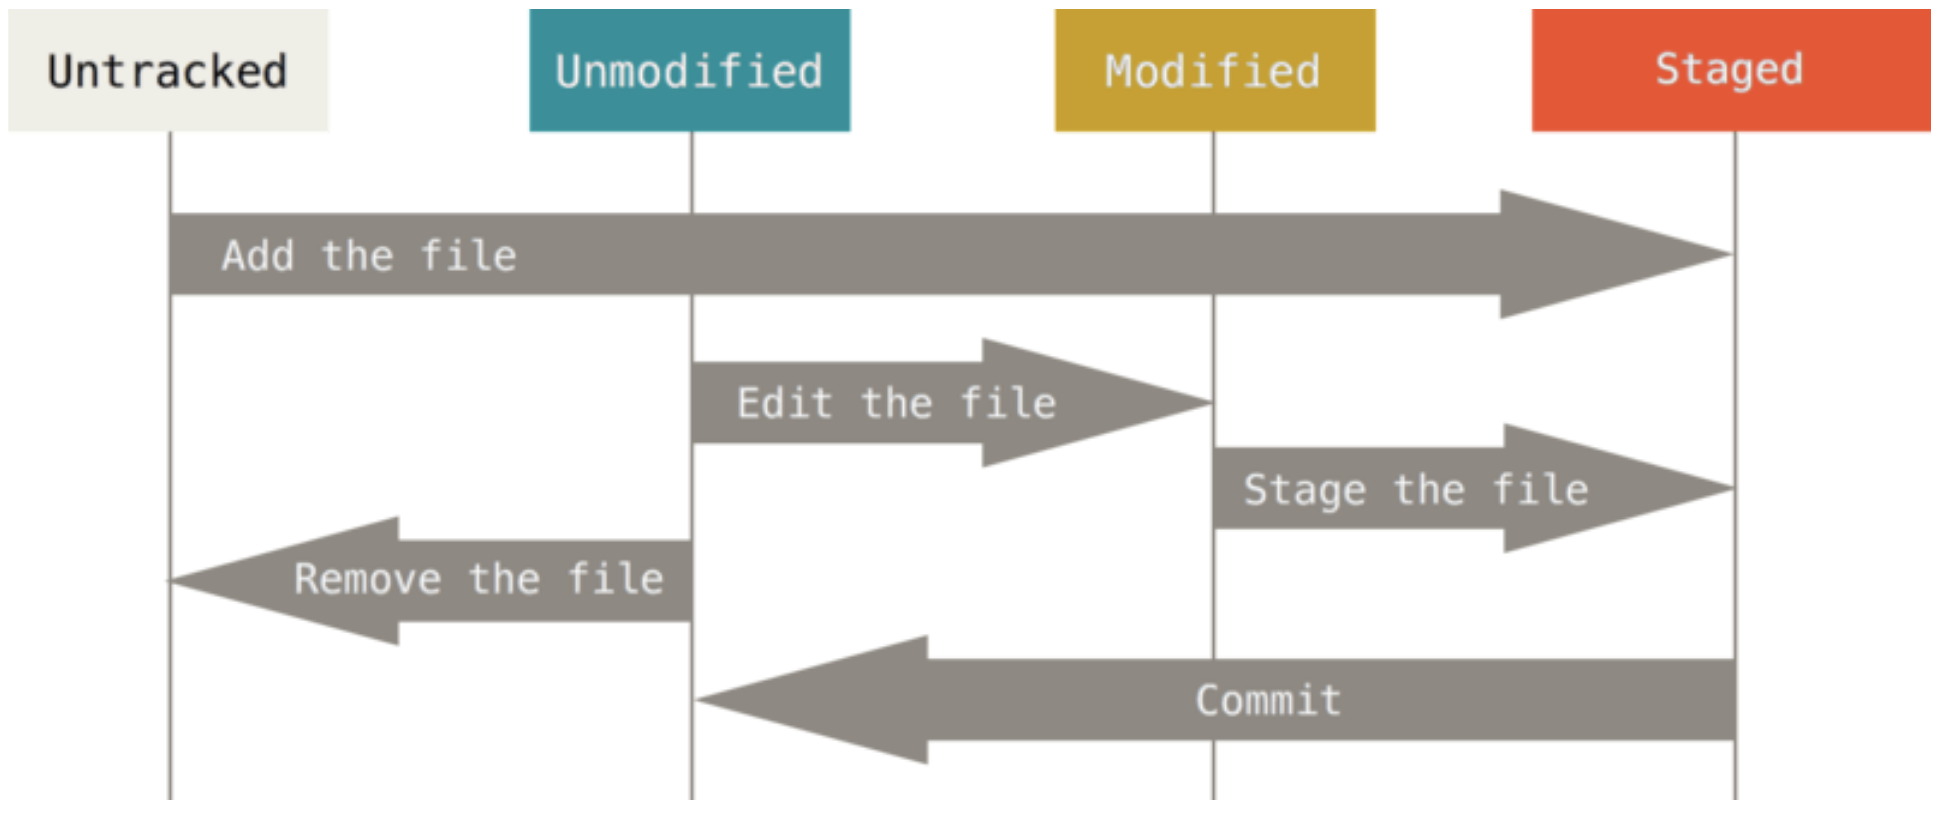 Untracked
Unmodified
Modified
Staged
Add the file
Edit the file
Stage the file
Remove the file
Commit